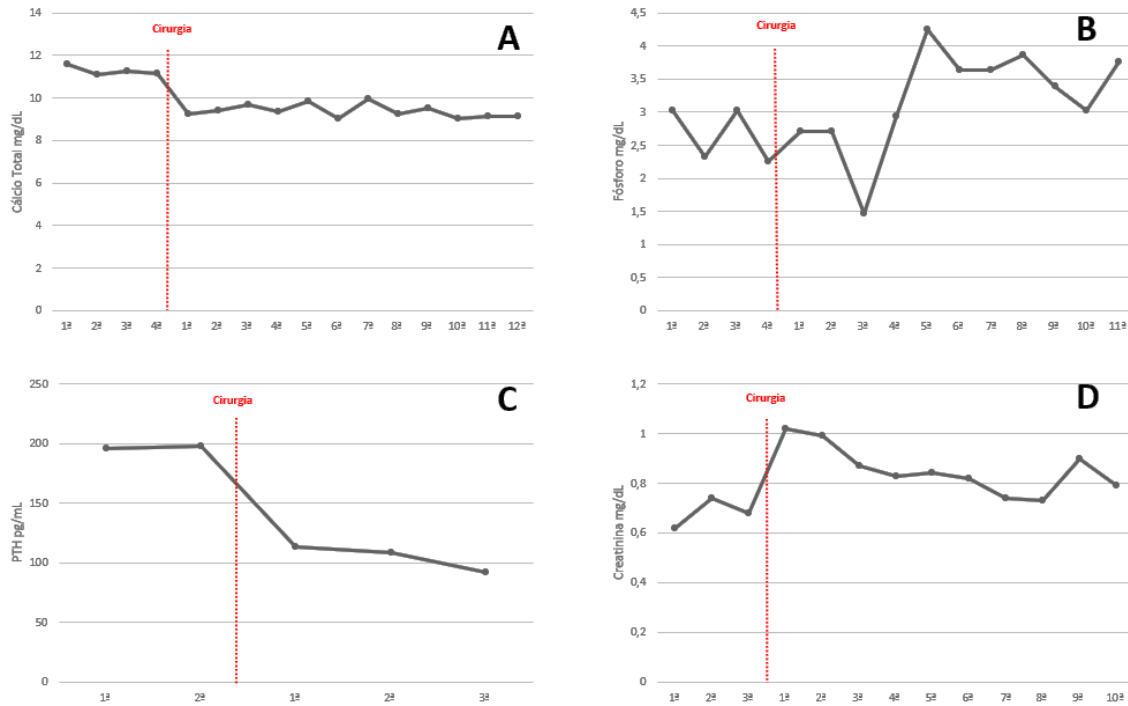 A
Cirurgia
Cálcio Total mg/dL
14
12
10
8
6
4
2
0
1ª 2ª 3ª 4ª 1ª 2ª 3ª 4ª 5ª 6ª 7ª 8ª 9ª 10ª 11ª 12ª
B
Cirurgia
Fósforo mg/dL
4,5
4
3,5
3
2,5
2
1,5
1
0,5
0
1ª 2ª 3ª 4ª 1ª 2ª 3ª 4ª 5ª 6ª 7ª 8ª 9ª 10ª 11ª
C
Cirurgia
PTH pg/mL
250
200
150
100
50
0
1ª 2ª 1ª 2ª 3ª
D
Cirurgia
Creatinina mg/dL
1,2
1
0,8
0,6
0,4
0,2
0
1ª 2ª 3ª 1ª 2ª 3ª 4ª 5ª 6ª 7ª 8ª 9ª 10ª